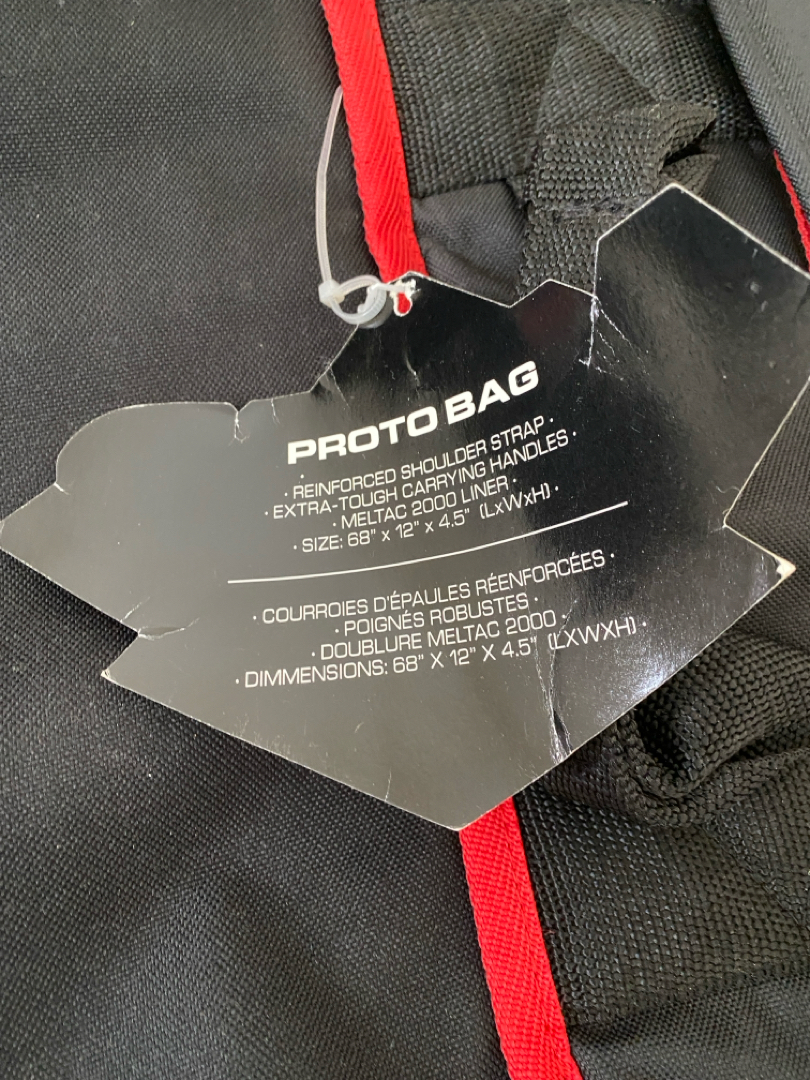 PROTO BAG
· REINFORCED SHOULDER STRAP ·
· EXTRA-TOUGH CARRYING HANDLES ·
· MELTAC 2000 LINER ·
· SIZE: 68" x 12" x 4.5" (LxWxH) ·
· COURROIES D'ÉPAULES RÉENFORCÉES ·
· POIGNÉS ROBUSTES ·
· DOUBLURE MELTAC 2000 ·
· DIMMENSIONS: 68" X 12" X 4.5" (LXWXH) ·